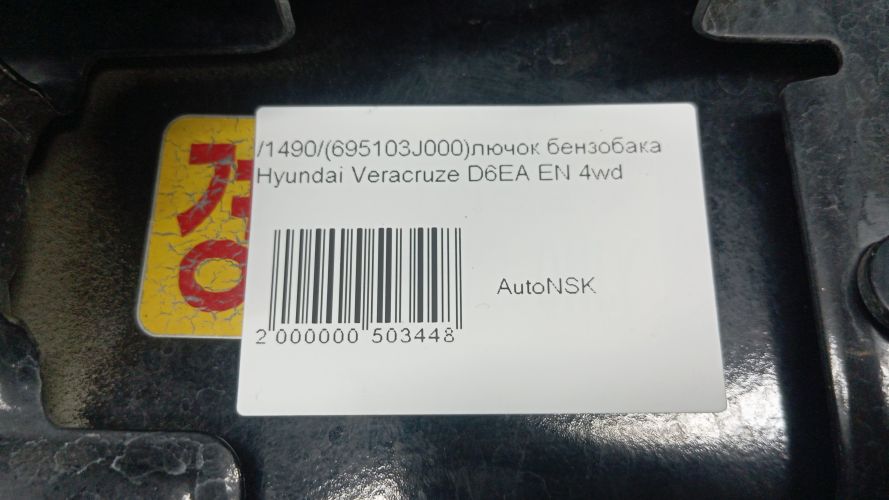 /1490/(695103J000)лючок бензобака
Hyundai Veracruze D6EA EN 4wd
AutoNSK
2 000000 503448